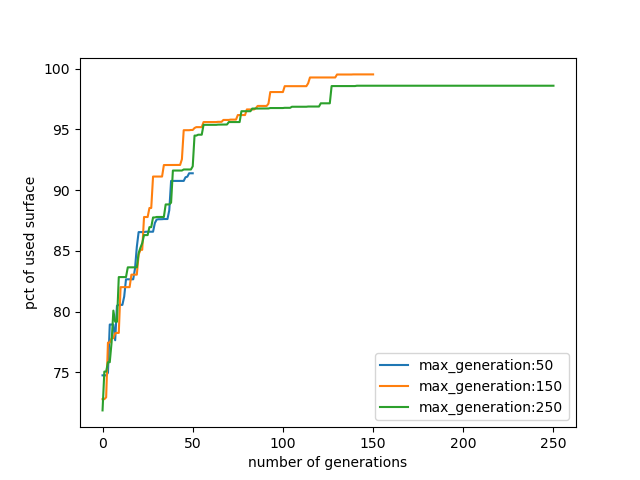 100
95
90
85
80
75
pct of used surface
0
50
100
150
200
250
number of generations
max_generation:50
max_generation:150
max_generation:250